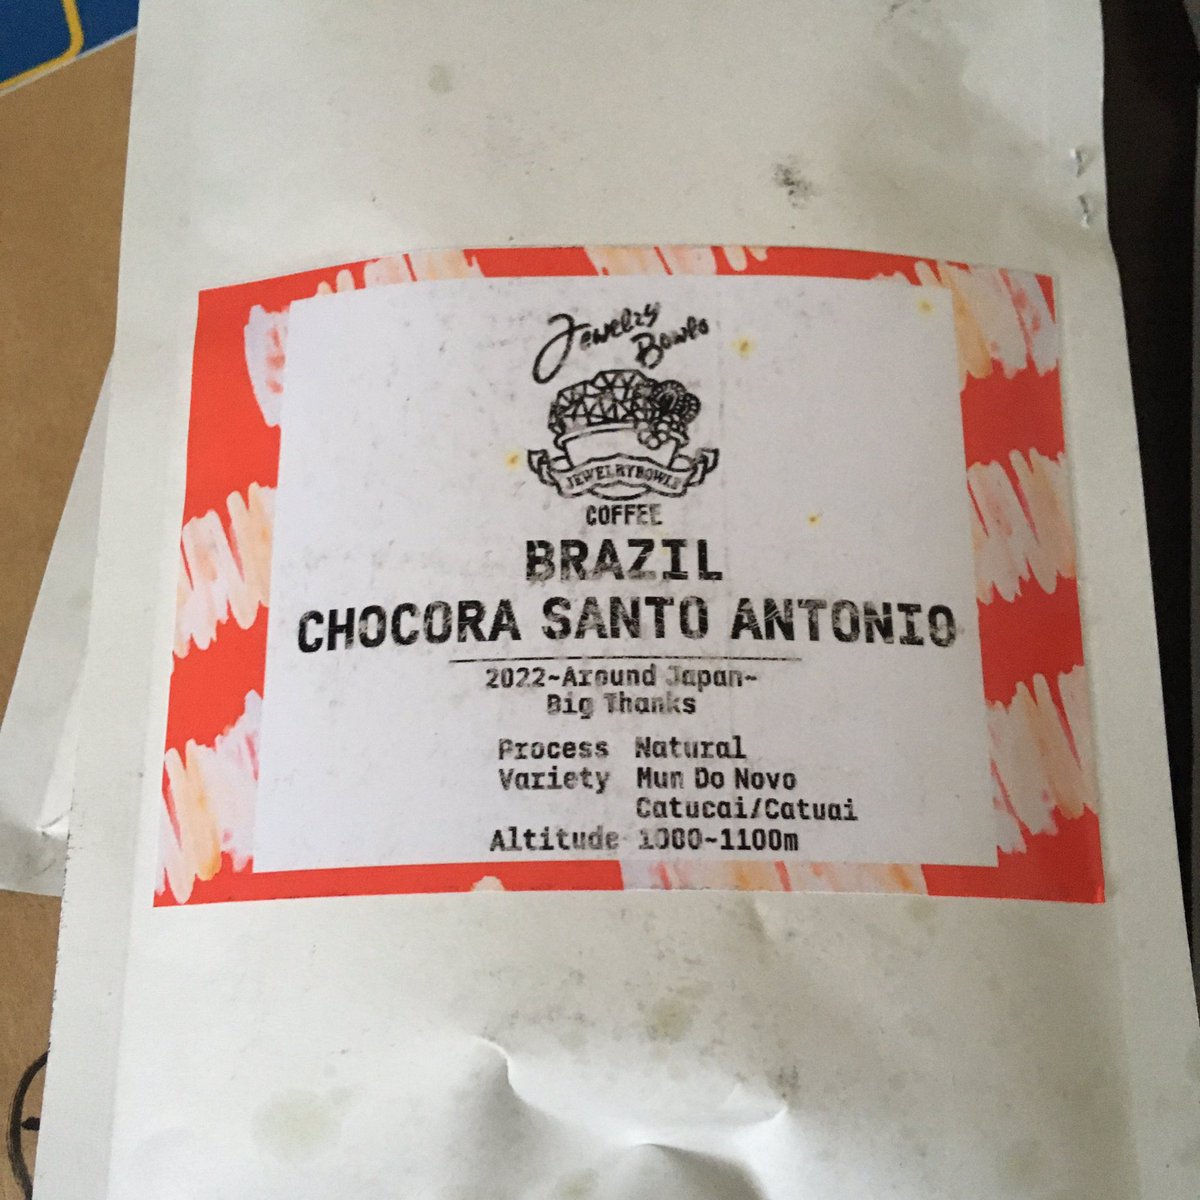 Jewelry
Bowls
JEWELRYBOWLS
COFFEE
BRAZIL
CHOCORA SANTO ANTONIO
2022~Around Japan~
Big Thanks
Process Natural
Variety Mun Do Novo
Catucai/Catuai
Altitude 1000~1100m